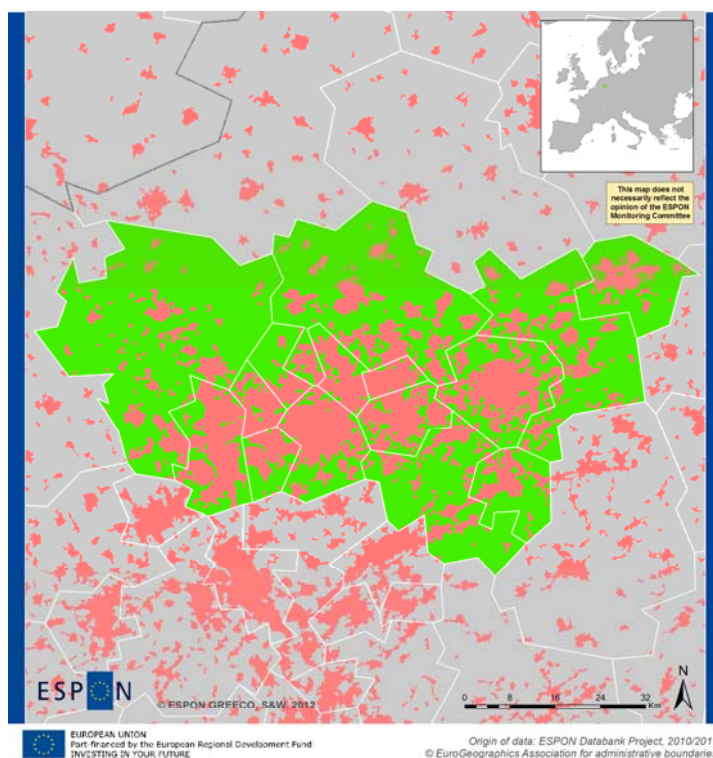 This map does not
necessarily reflect the
opinion of the ESPON
Monitoring Committee
ESPON
© ESPON GREECO, S&W, 2012
0 4 8 16 24 32
Km
N
EUROPEAN UNION
Part-financed by the European Regional Development Fund
INVESTING IN YOUR FUTURE
Origin of data: ESPON Databank Project, 2010/201
© EuroGeographics Association for administrative boundarie